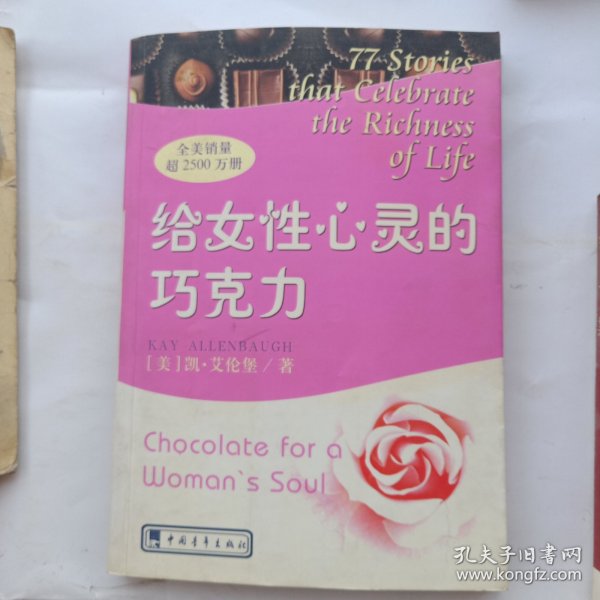 77 Stories
that Celebrate
the Richness
of Life
全美销量
超2500万册
给女性心灵的
巧克力
KAY ALLENBAUGH
[美]凯·艾伦堡/著
Chocolate for a
Woman`s Soul
中国青年出版社
孔夫子旧书网
www.kongfz.com